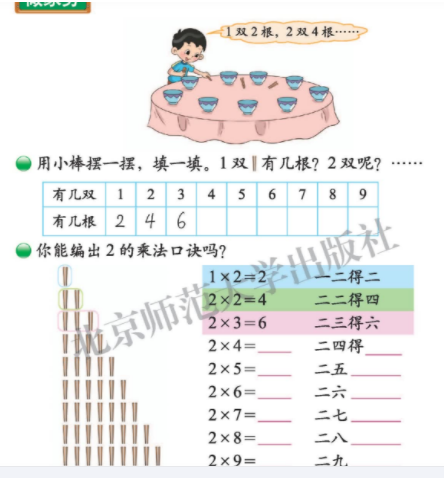 做家务
1双2根，2双4根……
用小棒摆一摆，填一填。1双有几根？2双呢？……
有几双 1 2 3 4 5 6 7 8 9
有几根 2 4 6
你能编出2的乘法口诀吗？
1×2=2 一二得二
2×2=4 二二得四
2×3=6 二三得六
2×4=____ 二四得____
2×5=____ 二五____
2×6=____ 二六____
2×7=____ 二七____
2×8=____ 二八____
2×9= 二九
北京师范大学出版社